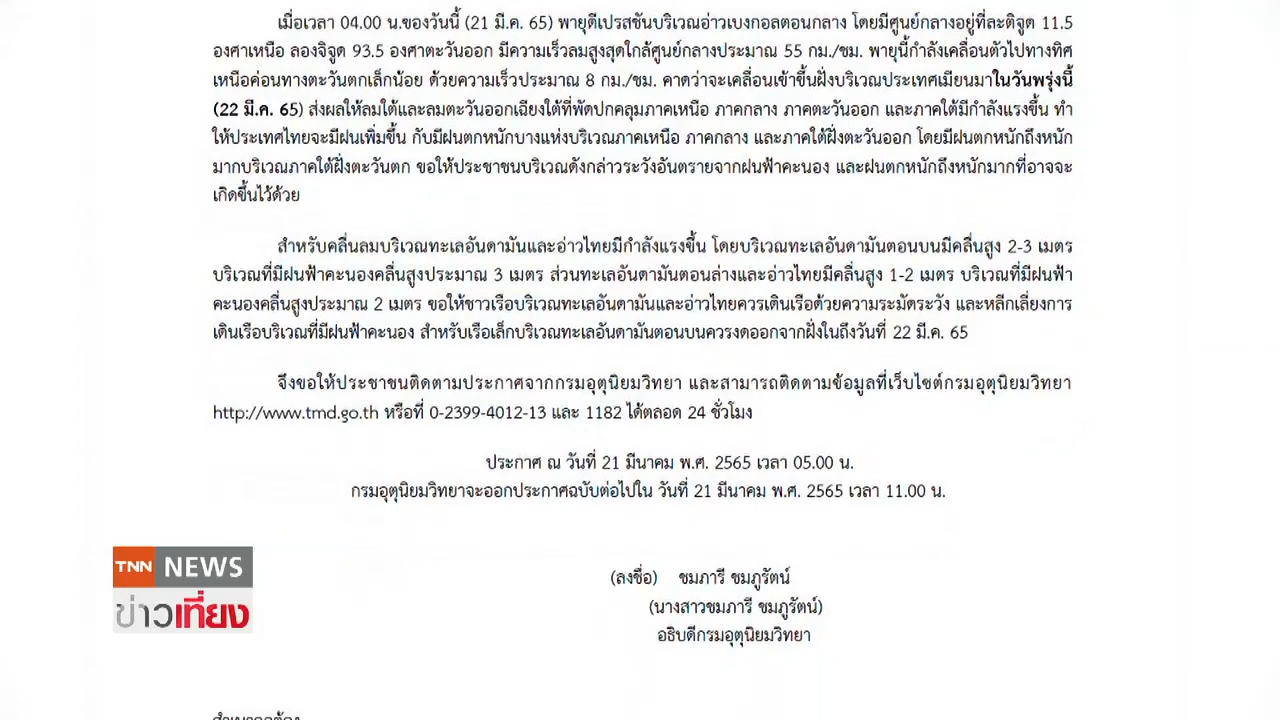 เมื่อเวลา 04.00 น.ของวันนี้ (21 มี.ค. 65) พายุดีเปรสชันบริเวณอ่าวเบงกอลตอนกลาง โดยมีศูนย์กลางอยู่ที่ละติจูด 11.5
องศาเหนือ ลองจิจูด 93.5 องศาตะวันออก มีความเร็วลมสูงสุดใกล้ศูนย์กลางประมาณ 55 กม./ชม. พายุนี้กำลังเคลื่อนตัวไปทางทิศ
เหนือค่อนทางตะวันตกเล็กน้อย ด้วยความเร็วประมาณ 8 กม./ชม. คาดว่าจะเคลื่อนเข้าขึ้นฝั่งบริเวณประเทศเมียนมาในวันพรุ่งนี้
(22 มี.ค. 65) ส่งผลให้ลมใต้และลมตะวันออกเฉียงใต้ที่พัดปกคลุมภาคเหนือ ภาคกลาง ภาคตะวันออก และภาคใต้มีกำลังแรงขึ้น ทำ
ให้ประเทศไทยจะมีฝนเพิ่มขึ้น กับมีฝนตกหนักบางแห่งบริเวณภาคเหนือ ภาคกลาง และภาคใต้ฝั่งตะวันออก โดยมีฝนตกหนักถึงหนัก
มากบริเวณภาคใต้ฝั่งตะวันตก ขอให้ประชาชนบริเวณดังกล่าวระวังอันตรายจากฝนฟ้าคะนอง และฝนตกหนักถึงหนักมากที่อาจจะ
เกิดขึ้นไว้ด้วย
สำหรับคลื่นลมบริเวณทะเลอันดามันและอ่าวไทยมีกำลังแรงขึ้น โดยบริเวณทะเลอันดามันตอนบนมีคลื่นสูง 2-3 เมตร
บริเวณที่มีฝนฟ้าคะนองคลื่นสูงประมาณ 3 เมตร ส่วนทะเลอันดามันตอนล่างและอ่าวไทยมีคลื่นสูง 1-2 เมตร บริเวณที่มีฝนฟ้า
คะนองคลื่นสูงประมาณ 2 เมตร ขอให้ชาวเรือบริเวณทะเลอันดามันและอ่าวไทยควรเดินเรือด้วยความระมัดระวัง และหลีกเลี่ยงการ
เดินเรือบริเวณที่มีฝนฟ้าคะนอง สำหรับเรือเล็กบริเวณทะเลอันดามันตอนบนควรงดออกจากฝั่งในถึงวันที่ 22 มี.ค. 65
จึงขอให้ประชาชนติดตามประกาศจากกรมอุตุนิยมวิทยา และสามารถติดตามข้อมูลที่เว็บไซต์กรมอุตุนิยมวิทยา
http://www.tmd.go.th หรือที่ 0-2399-4012-13 และ 1182 ได้ตลอด 24 ชั่วโมง
ประกาศ ณ วันที่ 21 มีนาคม พ.ศ. 2565 เวลา 05.00 น.
กรมอุตุนิยมวิทยาจะออกประกาศฉบับต่อไปใน วันที่ 21 มีนาคม พ.ศ. 2565 เวลา 11.00 น.
(ลงชื่อ) ชมภารี ชมภูรัตน์
(นางสาวชมภารี ชมภูรัตน์)
อธิบดีกรมอุตุนิยมวิทยา
TNN NEWS
ข่าวเที่ยง